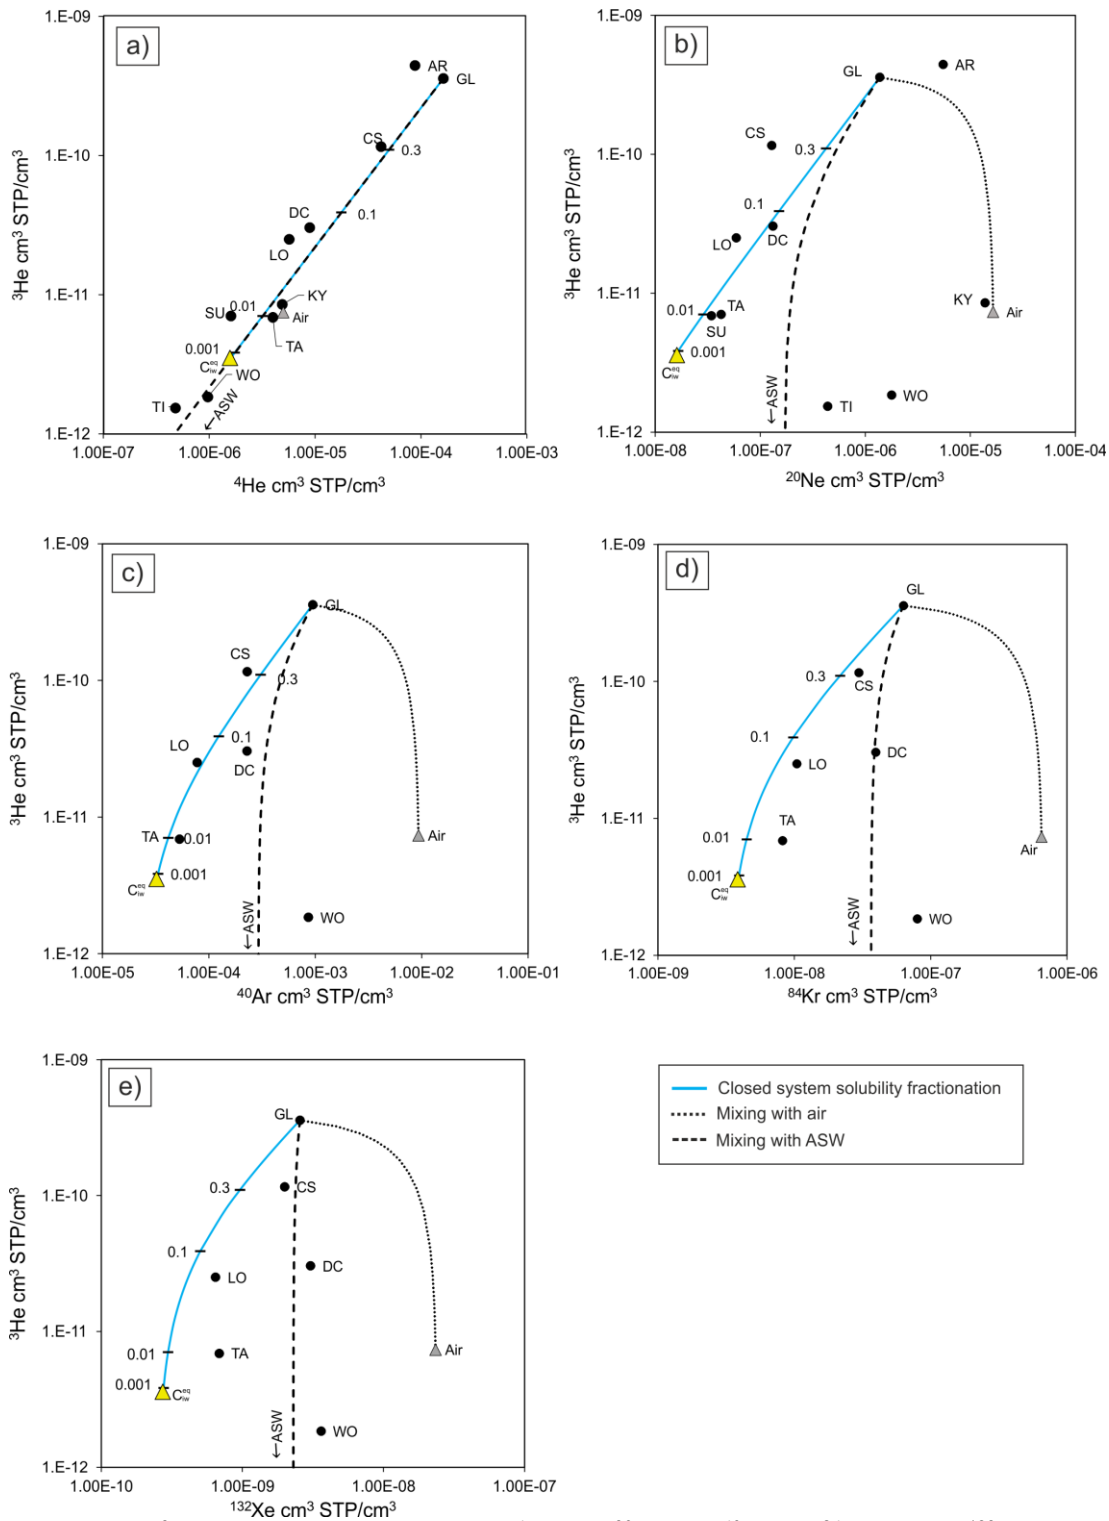 a)
1.E-09
1.E-10
1.E-11
1.E-12
³He cm³ STP/cm³
AR
GL
CS
0.3
DC
0.1
LO
KY
SU
0.01
Air
TA
0.001
C_lw^eq
WO
TI
←ASW
1.00E-07
1.00E-06
1.00E-05
1.00E-04
1.00E-03
⁴He cm³ STP/cm³
b)
1.E-09
1.E-10
1.E-11
1.E-12
³He cm³ STP/cm³
GL
AR
CS
0.3
0.1
LO
DC
KY
0.01
TA
Air
SU
0.001
C_lw^eq
←ASW
TI
WO
1.00E-08
1.00E-07
1.00E-06
1.00E-05
1.00E-04
²⁰Ne cm³ STP/cm³
c)
1.E-09
1.E-10
1.E-11
1.E-12
³He cm³ STP/cm³
GL
CS
0.3
LO
0.1
DC
TA
0.01
Air
0.001
C_lw^eq
←ASW
WO
1.00E-05
1.00E-04
1.00E-03
1.00E-02
1.00E-01
⁴⁰Ar cm³ STP/cm³
d)
1.E-09
1.E-10
1.E-11
1.E-12
³He cm³ STP/cm³
GL
0.3
CS
0.1
DC
LO
TA
0.01
Air
0.001
C_lw^eq
←ASW
WO
1.00E-09
1.00E-08
1.00E-07
1.00E-06
⁸⁴Kr cm³ STP/cm³
e)
1.E-09
1.E-10
1.E-11
1.E-12
³He cm³ STP/cm³
GL
0.3
CS
0.1
DC
LO
0.01
TA
Air
0.001
C_lw^eq
←ASW
WO
1.00E-10
1.00E-09
1.00E-08
1.00E-07
¹³²Xe cm³ STP/cm³
Closed system solubility fractionation
Mixing with air
Mixing with ASW